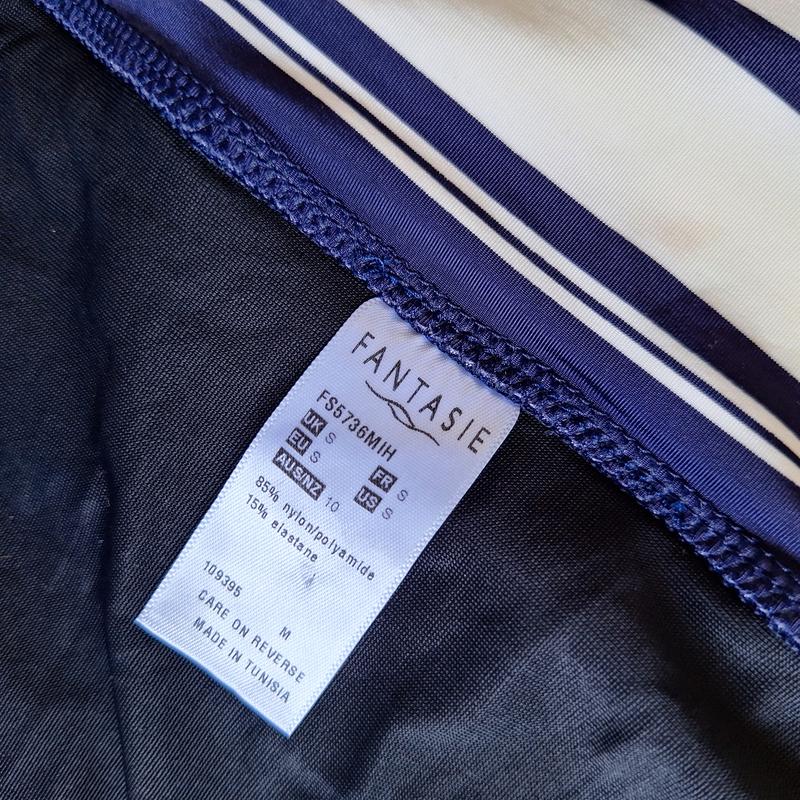 FANTASIE
FS5736MIH
UK S FR S
EU S US S
AUS/NZ 10
85% nylon/polyamide
15% elastane
109395 M
CARE ON REVERSE
MADE IN TUNISIA